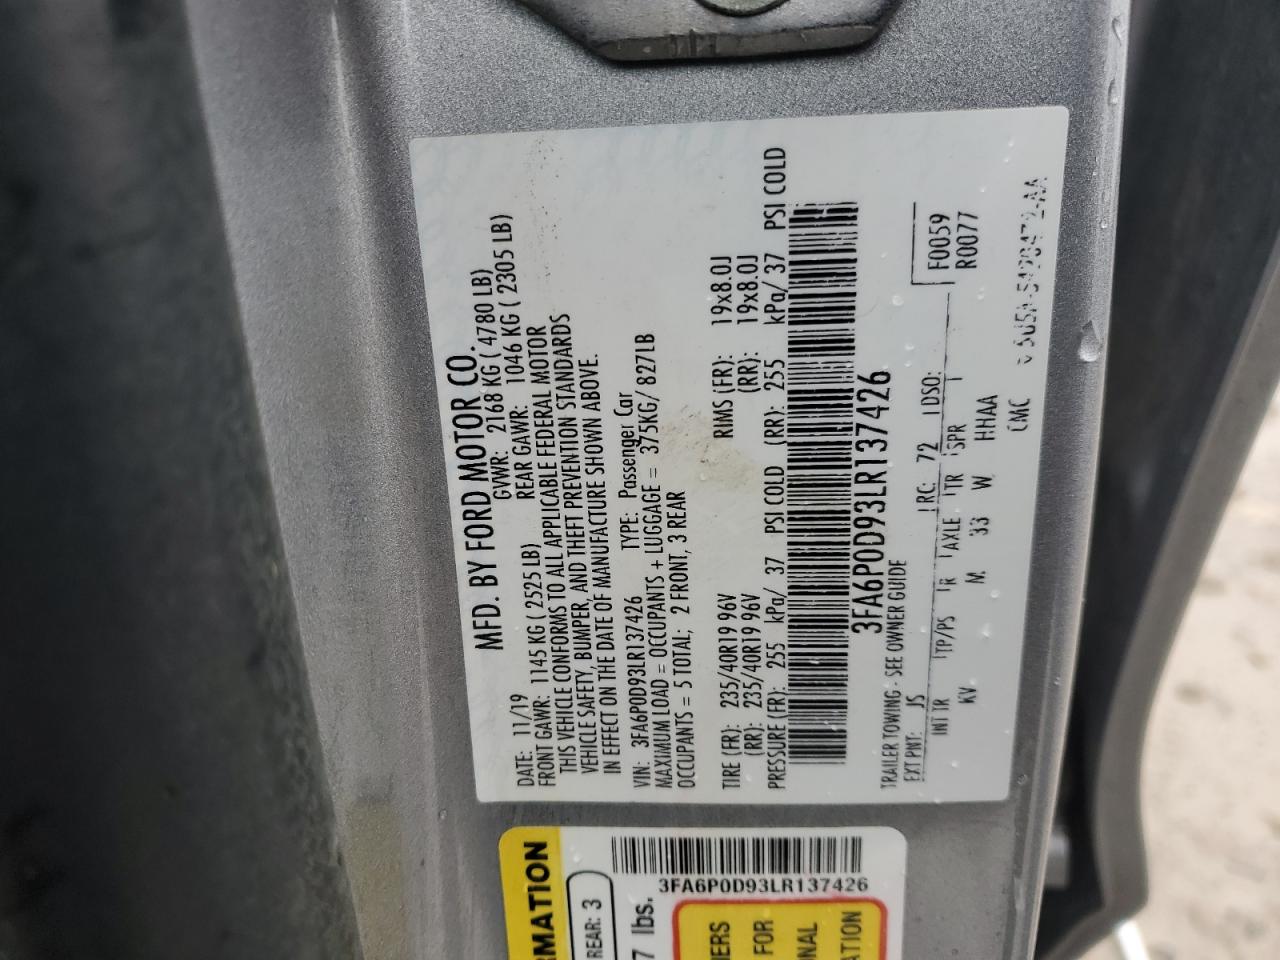 MFD. BY FORD MOTOR CO.
DATE: 11/19 GVWR: 2168 KG ( 4780 LB)
FRONT GAWR: 1145 KG ( 2525 LB) REAR GAWR: 1046 KG ( 2305 LB)
THIS VEHICLE CONFORMS TO ALL APPLICABLE FEDERAL MOTOR
VEHICLE SAFETY, BUMPER, AND THEFT PREVENTION STANDARDS
IN EFFECT ON THE DATE OF MANUFACTURE SHOWN ABOVE.
VIN: 3FA6P0D93LR137426 TYPE: Passenger Car
MAXIMUM LOAD = OCCUPANTS + LUGGAGE = 375KG/ 827LB
OCCUPANTS = 5 TOTAL; 2 FRONT, 3 REAR
TIRE (FR): 235/40R19 96V RIMS (FR): 19x8.0J
(RR): 235/40R19 96V (RR): 19x8.0J
PRESSURE (FR): 255 kPa/ 37 PSI COLD (RR): 255 kPa/ 37 PSI COLD
3FA6P0D93LR137426
TRAILER TOWING - SEE OWNER GUIDE
EXT PNT: JS RC: 72 DSO: F0059
R0077
INT TR TP/PS R AXLE TR SPR
KV M 33 W HHAA
CMC
RMATION
REAR: 3
7 lbs.
3FA6P0D93LR137426
FOR
ONAL
ATION